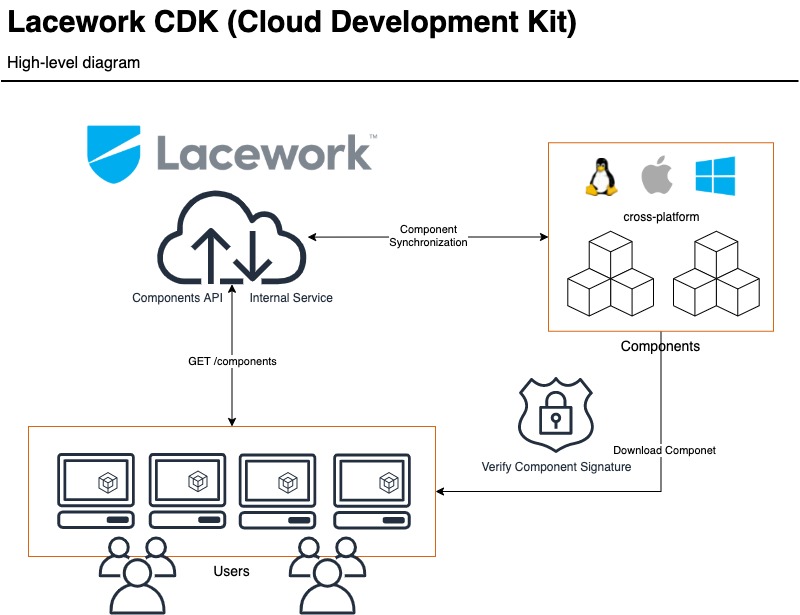 Lacework CDK (Cloud Development Kit)
High-level diagram
Lacework™
cross-platform
Component
Synchronization
Components API
Internal Service
Components
GET /components
Download Componet
Verify Component Signature
Users